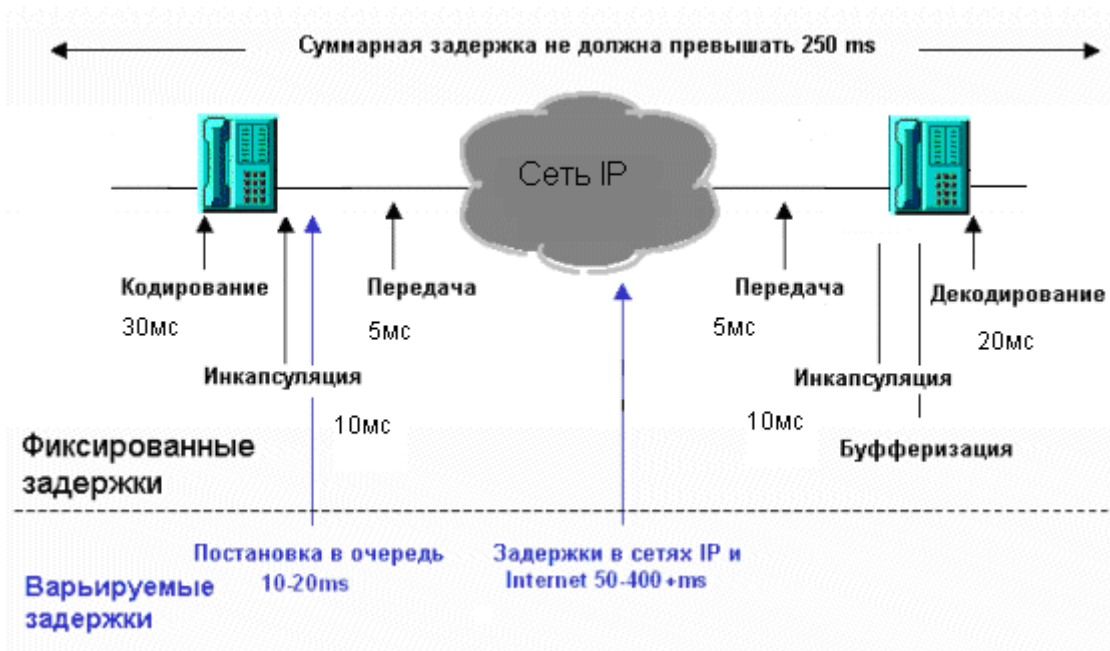 Суммарная задержка не должна превышать 250 ms
Сеть IP
Кодирование
30мс
Передача
5мс
Передача
5мс
Декодирование
20мс
Инкапсуляция
10мс
Инкапсуляция
10мс
Буфферизация
Фиксированные
задержки
Постановка в очередь
10-20ms
Задержки в сетях IP и
Internet 50-400+ms
Варьируемые
задержки